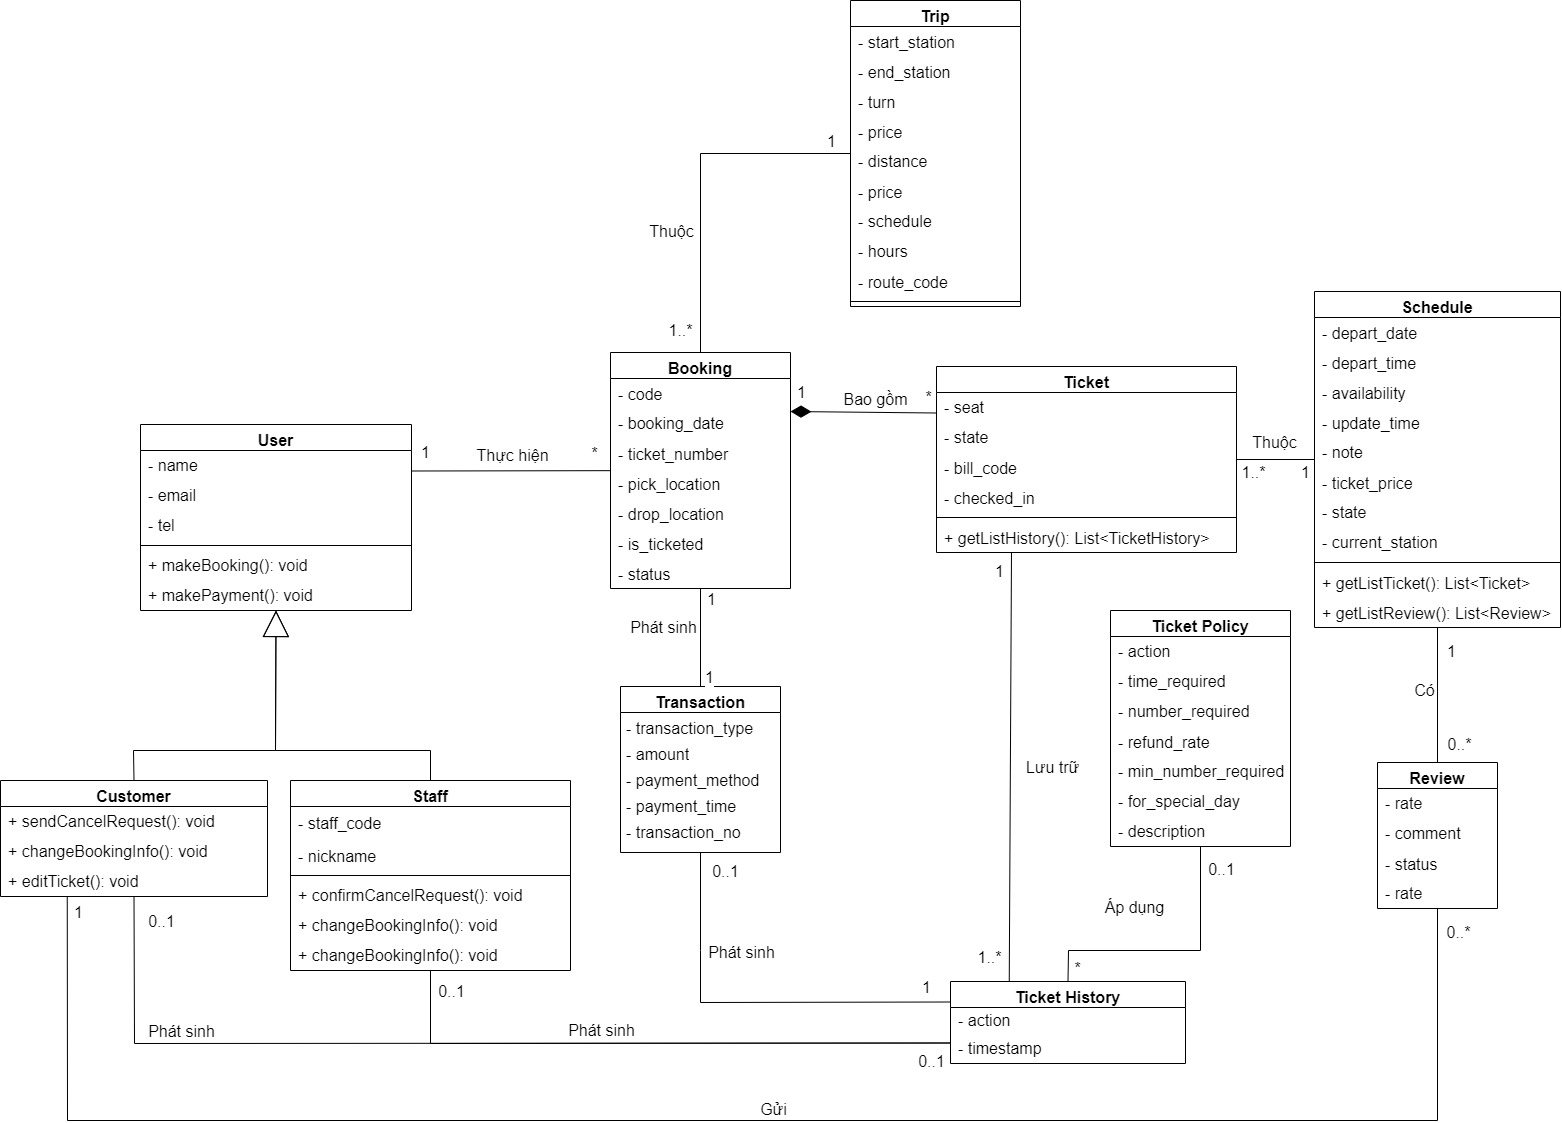 Trip
- start_station
- end_station
- turn
- price
- distance
- price
- schedule
- hours
- route_code
1
Thuộc
1..*
Booking
- code
- booking_date
- ticket_number
- pick_location
- drop_location
- is_ticketed
- status
1
Bao gồm
*
Ticket
- seat
- state
- bill_code
- checked_in
+ getListHistory(): List<TicketHistory>
Thuộc
1..*
1
Schedule
- depart_date
- depart_time
- availability
- update_time
- note
- ticket_price
- state
- current_station
+ getListTicket(): List<Ticket>
+ getListReview(): List<Review>
User
- name
- email
- tel
+ makeBooking(): void
+ makePayment(): void
1
Thực hiện
*
1
Phát sinh
1
Transaction
- transaction_type
- amount
- payment_method
- payment_time
- transaction_no
0..1
Phát sinh
1
1
Lưu trữ
1..*
Ticket Policy
- action
- time_required
- number_required
- refund_rate
- min_number_required
- for_special_day
- description
0..1
Áp dụng
*
1
Có
0..*
Review
- rate
- comment
- status
- rate
0..*
Customer
+ sendCancelRequest(): void
+ changeBookingInfo(): void
+ editTicket(): void
1
0..1
Staff
- staff_code
- nickname
+ confirmCancelRequest(): void
+ changeBookingInfo(): void
+ changeBookingInfo(): void
0..1
Ticket History
- action
- timestamp
Phát sinh
Phát sinh
0..1
Gửi